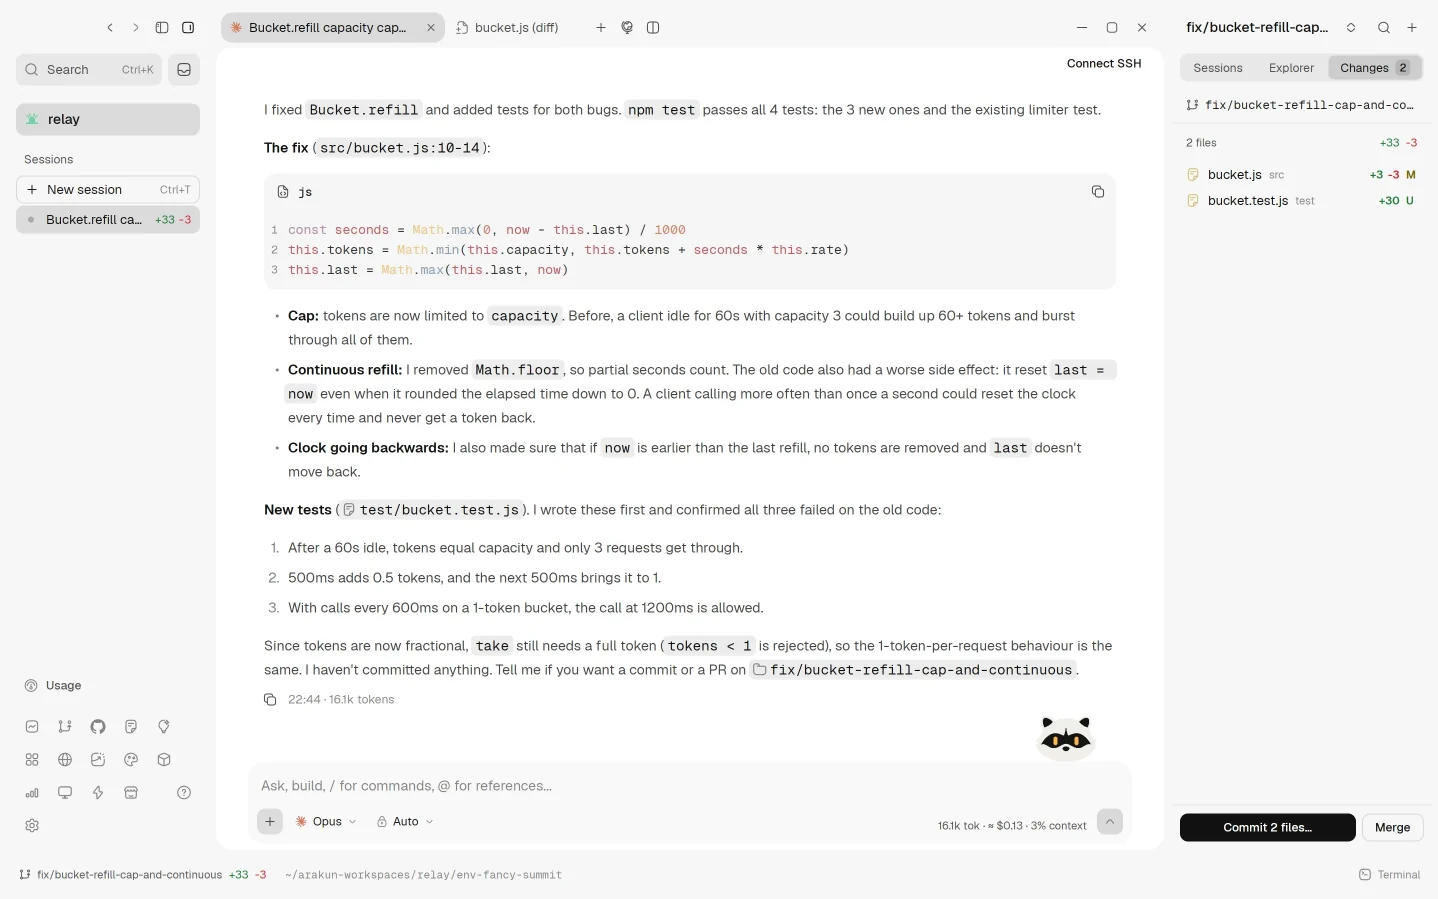 Bucket.refill capacity cap...
bucket.js (diff)
fix/bucket-refill-cap...
Search Ctrl+K
relay
Sessions
New session Ctrl+T
Bucket.refill ca... +33 -3
Usage
Connect SSH
I fixed Bucket.refill and added tests for both bugs. npm test passes all 4 tests: the 3 new ones and the existing limiter test.
The fix (src/bucket.js:10-14):
js
1 const seconds = Math.max(0, now - this.last) / 1000
2 this.tokens = Math.min(this.capacity, this.tokens + seconds * this.rate)
3 this.last = Math.max(this.last, now)
• Cap: tokens are now limited to capacity. Before, a client idle for 60s with capacity 3 could build up 60+ tokens and burst
through all of them.
• Continuous refill: I removed Math.floor, so partial seconds count. The old code also had a worse side effect: it reset last =
now even when it rounded the elapsed time down to 0. A client calling more often than once a second could reset the clock
every time and never get a token back.
• Clock going backwards: I also made sure that if now is earlier than the last refill, no tokens are removed and last doesn't
move back.
New tests (test/bucket.test.js). I wrote these first and confirmed all three failed on the old code:
1. After a 60s idle, tokens equal capacity and only 3 requests get through.
2. 500ms adds 0.5 tokens, and the next 500ms brings it to 1.
3. With calls every 600ms on a 1-token bucket, the call at 1200ms is allowed.
Since tokens are now fractional, take still needs a full token (tokens < 1 is rejected), so the 1-token-per-request behaviour is the
same. I haven't committed anything. Tell me if you want a commit or a PR on fix/bucket-refill-cap-and-continuous.
22:44 · 16.1k tokens
Ask, build, / for commands, @ for references...
Opus Auto
16.1k tok · ≈ $0.13 · 3% context
Sessions Explorer Changes 2
fix/bucket-refill-cap-and-co...
2 files +33 -3
bucket.js src +3 -3 M
bucket.test.js test +30 U
Commit 2 files... Merge
fix/bucket-refill-cap-and-continuous +33 -3 ~/arakun-workspaces/relay/env-fancy-summit
Terminal